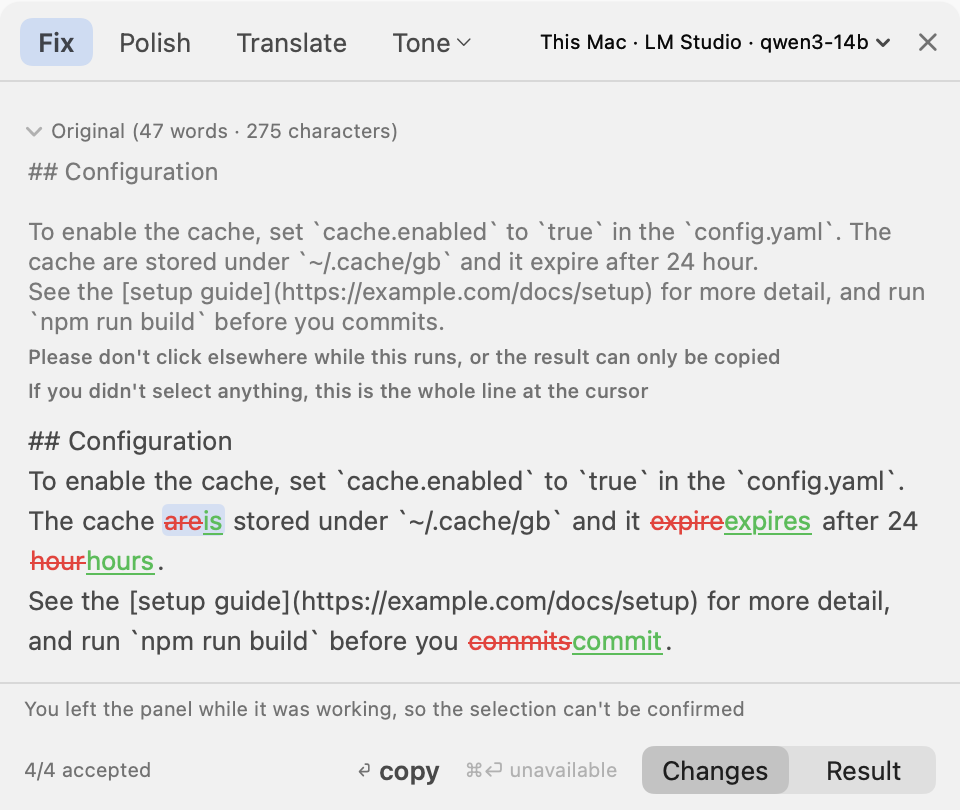 Fix Polish Translate Tone This Mac · LM Studio · qwen3-14b
Original (47 words · 275 characters)
## Configuration
To enable the cache, set `cache.enabled` to `true` in the `config.yaml`. The
cache are stored under `~/.cache/gb` and it expire after 24 hour.
See the [setup guide](https://example.com/docs/setup) for more detail, and run
`npm run build` before you commits.
Please don't click elsewhere while this runs, or the result can only be copied
If you didn't select anything, this is the whole line at the cursor
## Configuration
To enable the cache, set `cache.enabled` to `true` in the `config.yaml`.
The cache areis stored under `~/.cache/gb` and it expireexpires after 24
hourhours.
See the [setup guide](https://example.com/docs/setup) for more detail,
and run `npm run build` before you commitscommit.
You left the panel while it was working, so the selection can't be confirmed
4/4 accepted ⏎ copy ⌘⏎ unavailable Changes Result